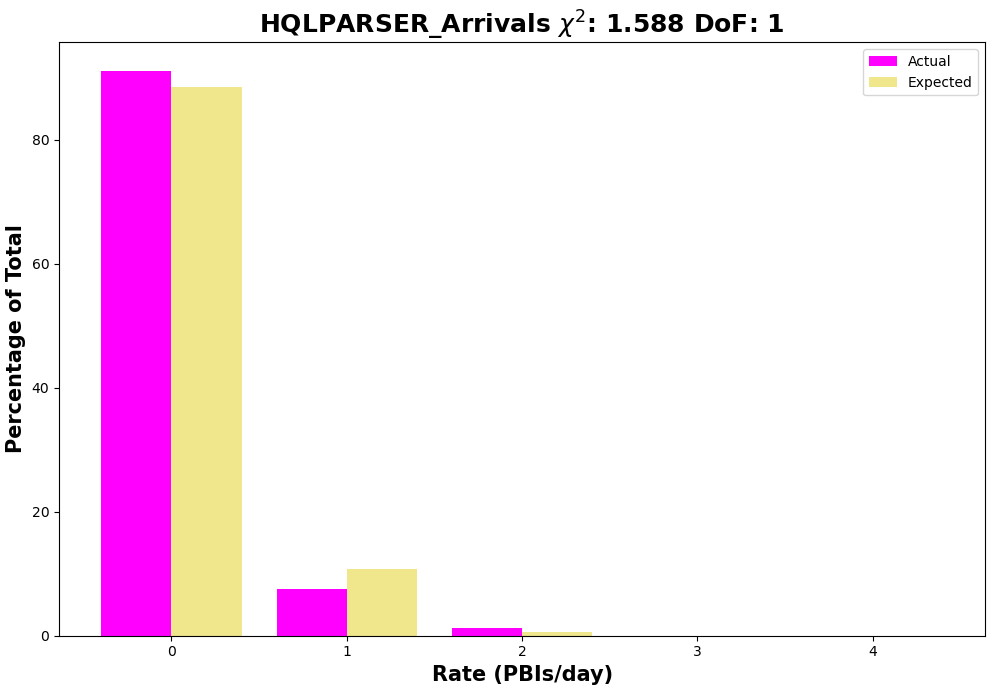 HQLPARSER_Arrivals χ²: 1.588 DoF: 1
Actual
Expected
Percentage of Total
80
60
40
20
0
0 1 2 3 4
Rate (PBIs/day)